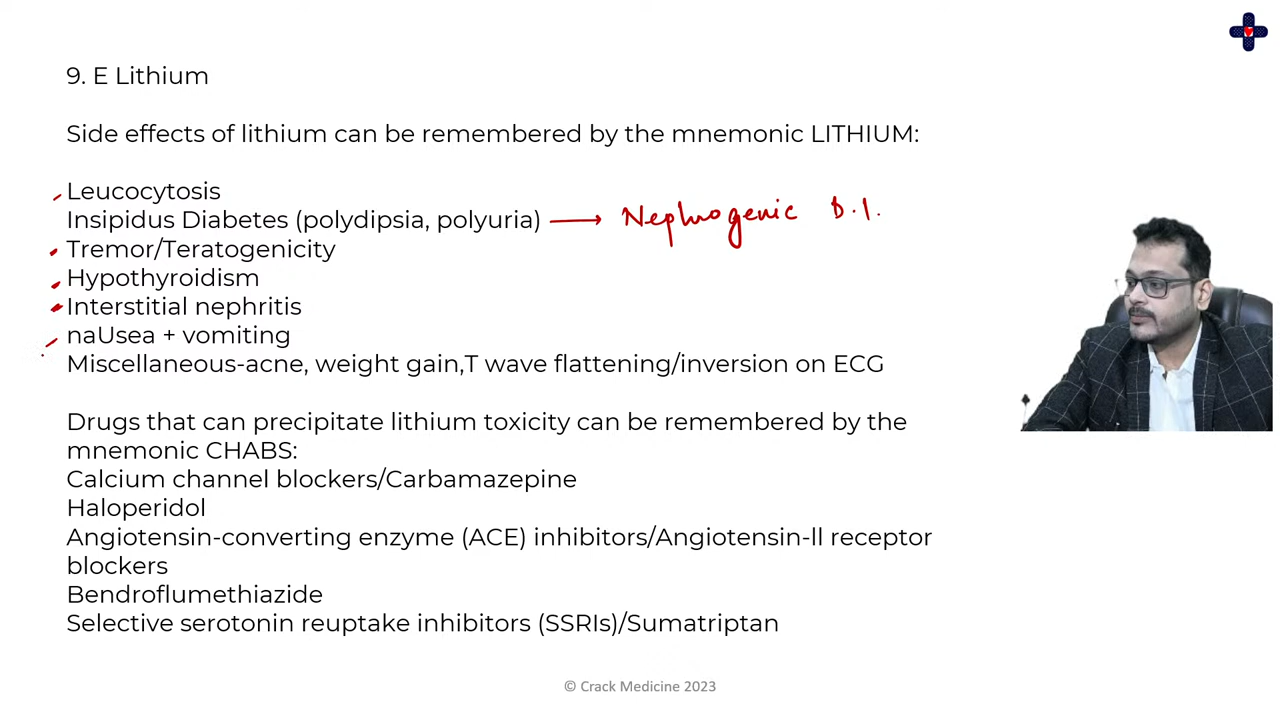 9. E Lithium
Side effects of lithium can be remembered by the mnemonic LITHIUM:
Leucocytosis
Insipidus Diabetes (polydipsia, polyuria) → Nephrogenic D.I.
Tremor/Teratogenicity
Hypothyroidism
Interstitial nephritis
naUsea + vomiting
Miscellaneous-acne, weight gain,T wave flattening/inversion on ECG
Drugs that can precipitate lithium toxicity can be remembered by the
mnemonic CHABS:
Calcium channel blockers/Carbamazepine
Haloperidol
Angiotensin-converting enzyme (ACE) inhibitors/Angiotensin-ll receptor
blockers
Bendroflumethiazide
Selective serotonin reuptake inhibitors (SSRIs)/Sumatriptan
© Crack Medicine 2023